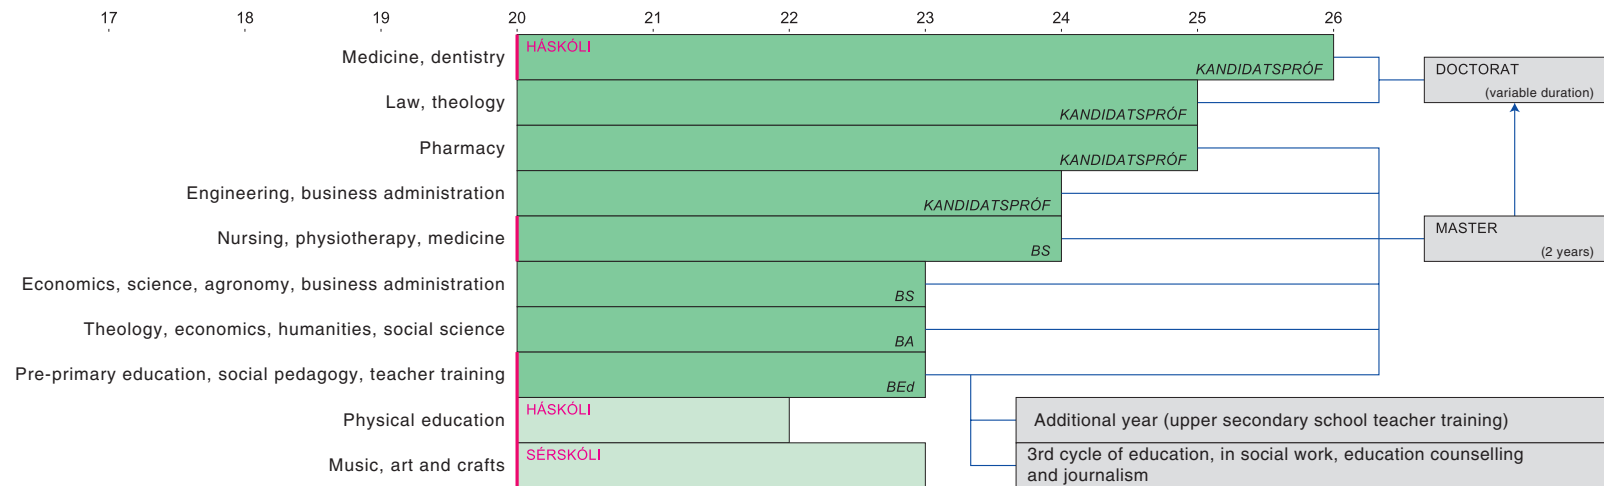 17 18 19 20 21 22 23 24 25 26
Medicine, dentistry
HÁSKÓLI
KANDIDATSPRÓF
DOCTORAT
(variable duration)
Law, theology
KANDIDATSPRÓF
Pharmacy
KANDIDATSPRÓF
Engineering, business administration
KANDIDATSPRÓF
Nursing, physiotherapy, medicine
BS
MASTER
(2 years)
Economics, science, agronomy, business administration
BS
Theology, economics, humanities, social science
BA
Pre-primary education, social pedagogy, teacher training
BEd
Physical education
HÁSKÓLI
Additional year (upper secondary school teacher training)
Music, art and crafts
SÉRSKÓLI
3rd cycle of education, in social work, education counselling
and journalism